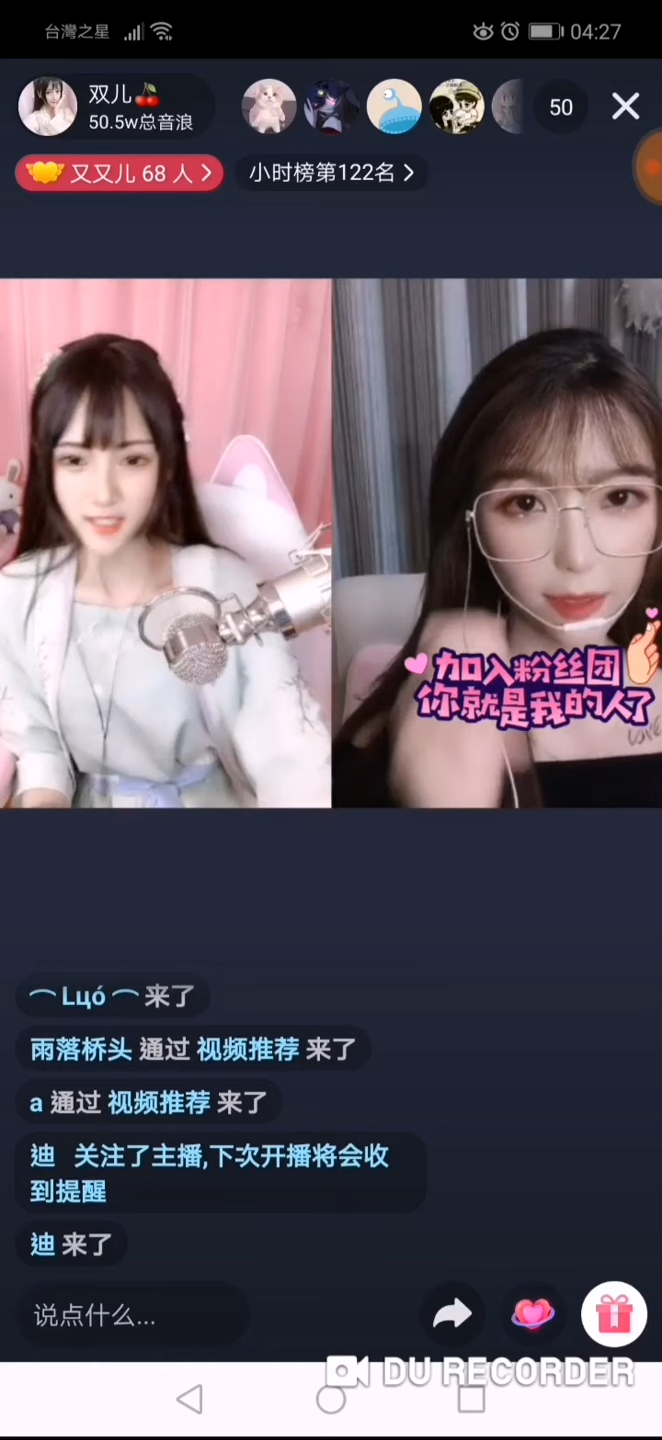 台灣之星
04:27
双儿🍒
50.5w总音浪
50
又又儿 68 人
小时榜第122名
加入粉丝团
你就是我的人了
love
⌒ Lцó ⌒ 来了
雨落桥头 通过 视频推荐 来了
a 通过 视频推荐 来了
迪 关注了主播,下次开播将会收
到提醒
迪 来了
说点什么...
DU RECORDER